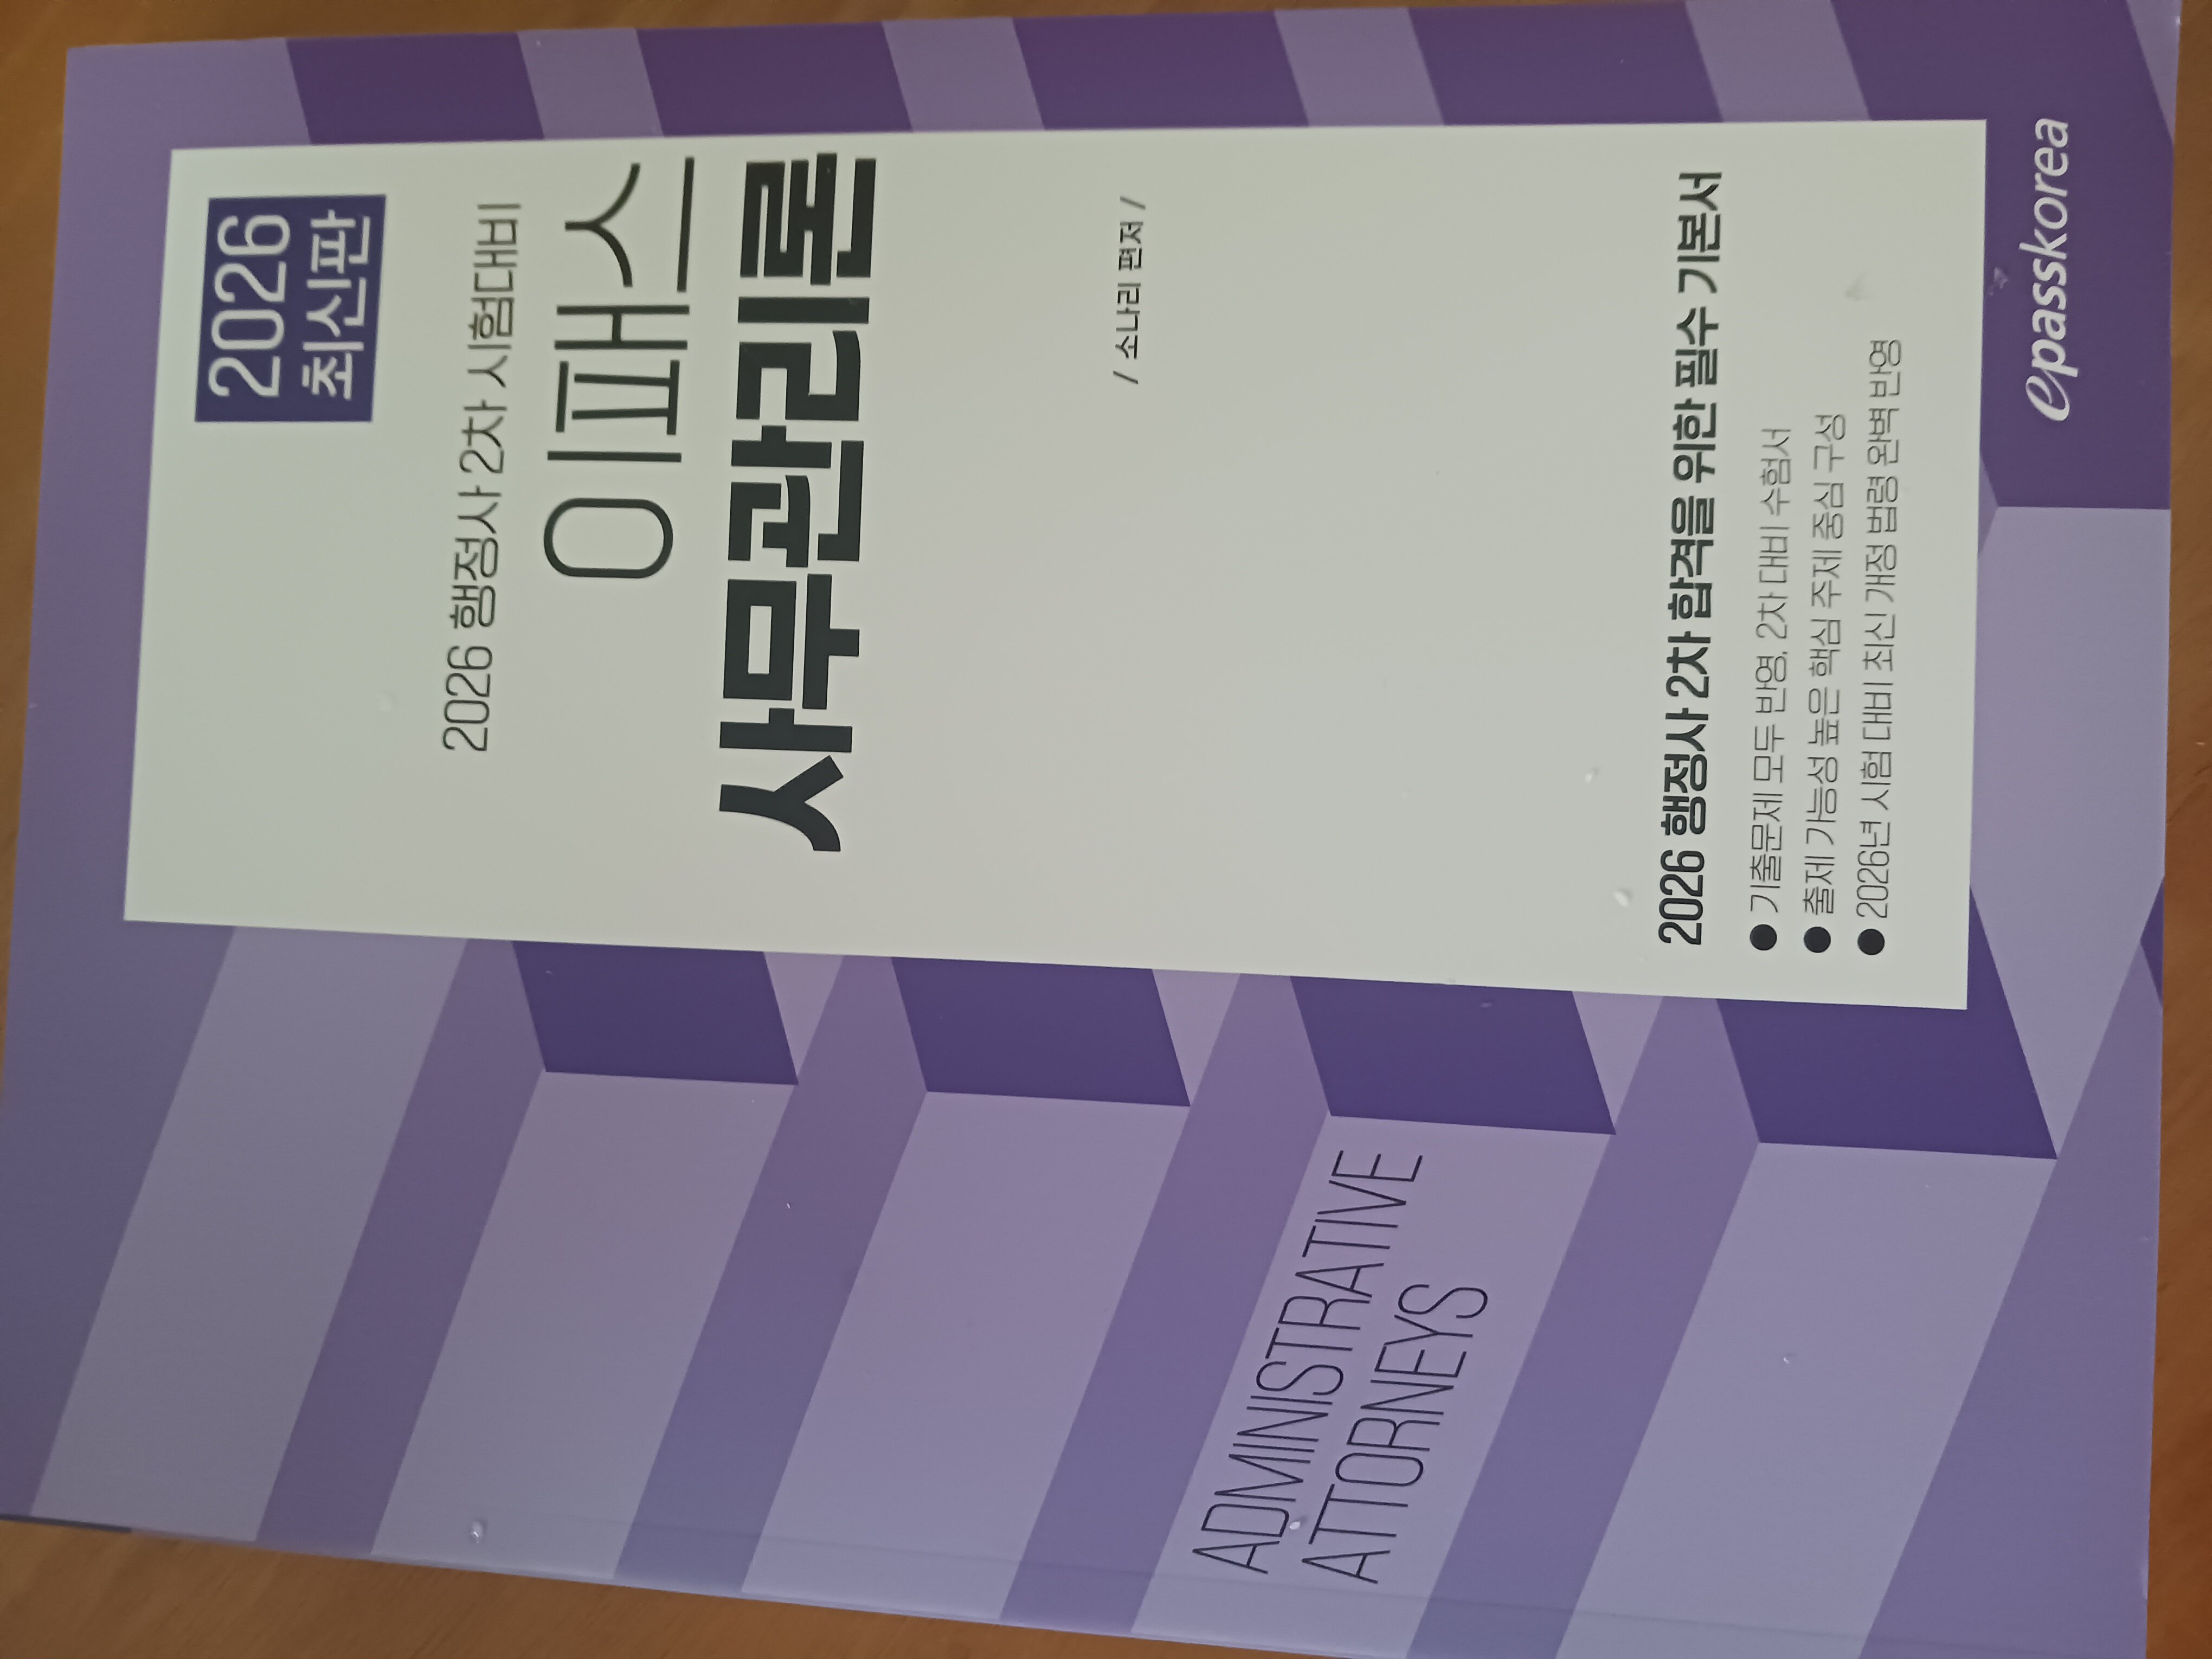 2026
최신판
2026 행정사 2차 시험대비
이패스
사무관리론
/ 소나리 편저 /
ADMINISTRATIVE
ATTORNEYS
2026 행정사 2차 합격을 위한 필수 기본서
● 기출문제 모두 반영, 2차 대비 수험서
● 출제 가능성 높은 핵심 주제 중심 구성
● 2026년 시험 대비 최신 개정 법령 완벽 반영
epasskorea